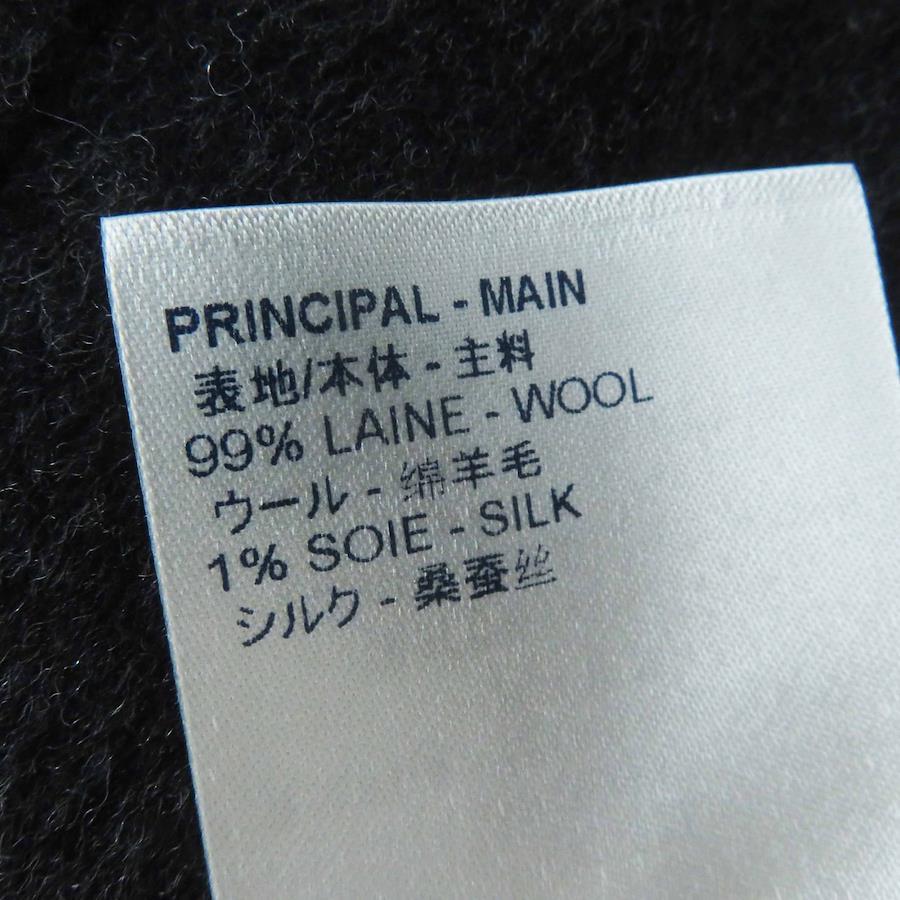 PRINCIPAL - MAIN
表地/本体 - 主料
99% LAINE - WOOL
ウール - 绵羊毛
1% SOIE - SILK
シルク - 桑蚕丝